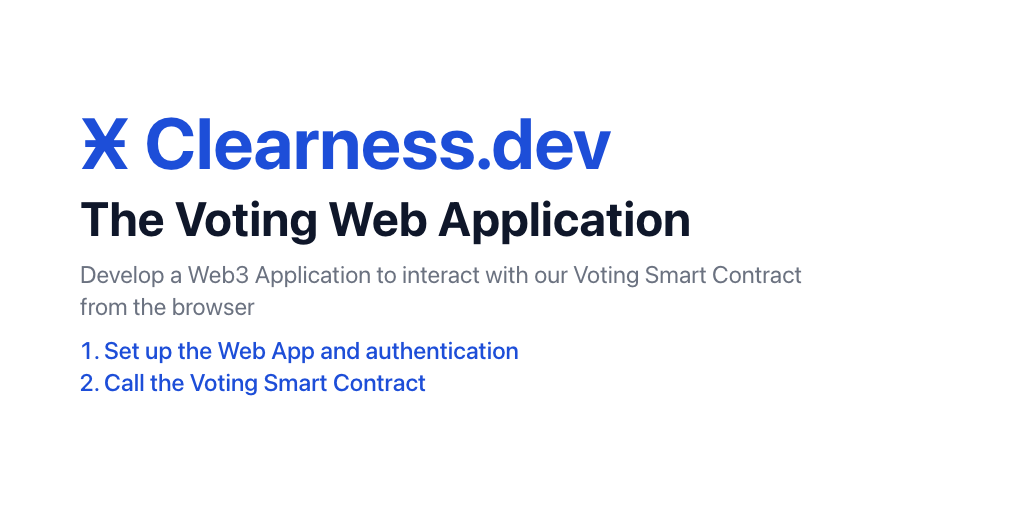 Ӿ Clearness.dev
The Voting Web Application
Develop a Web3 Application to interact with our Voting Smart Contract
from the browser
1. Set up the Web App and authentication
2. Call the Voting Smart Contract